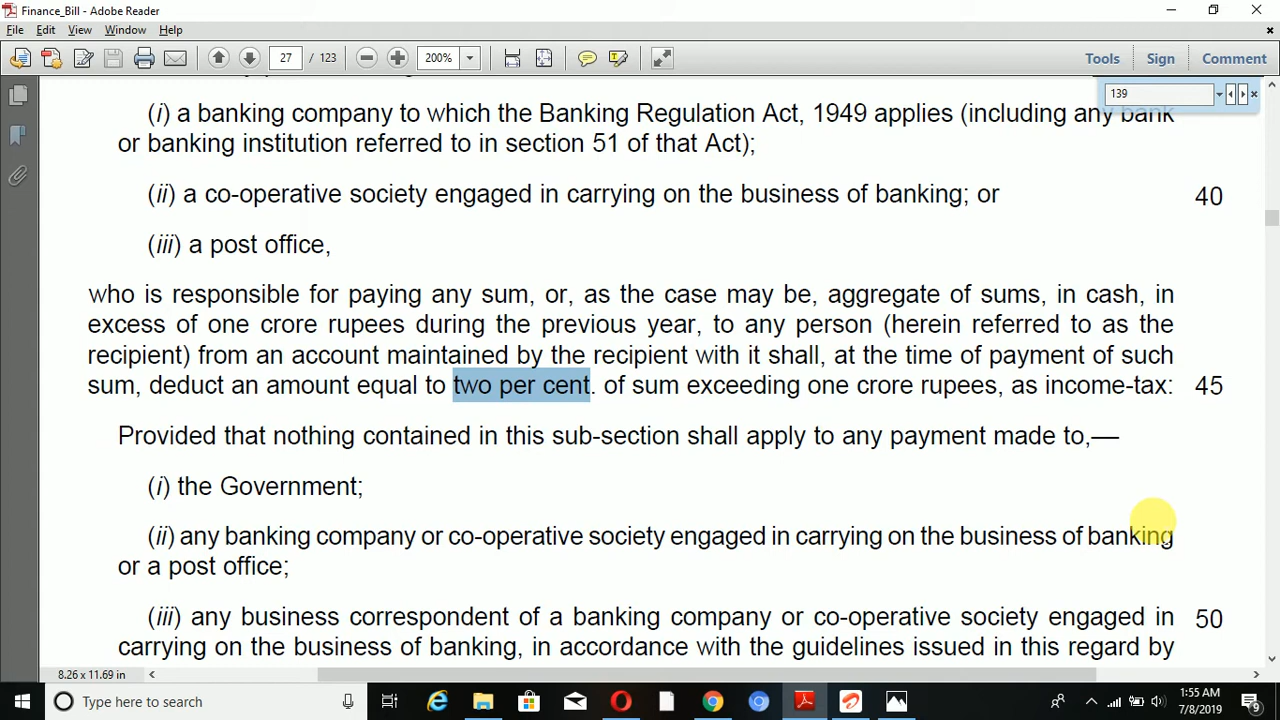 Finance_Bill - Adobe Reader
File Edit View Window Help
27 / 123 200% Tools Sign Comment
139
(i) a banking company to which the Banking Regulation Act, 1949 applies (including any bank
or banking institution referred to in section 51 of that Act);
(ii) a co-operative society engaged in carrying on the business of banking; or 40
(iii) a post office,
who is responsible for paying any sum, or, as the case may be, aggregate of sums, in cash, in
excess of one crore rupees during the previous year, to any person (herein referred to as the
recipient) from an account maintained by the recipient with it shall, at the time of payment of such
sum, deduct an amount equal to two per cent. of sum exceeding one crore rupees, as income-tax: 45
Provided that nothing contained in this sub-section shall apply to any payment made to,—
(i) the Government;
(ii) any banking company or co-operative society engaged in carrying on the business of banking
or a post office;
(iii) any business correspondent of a banking company or co-operative society engaged in 50
carrying on the business of banking, in accordance with the guidelines issued in this regard by
8.26 x 11.69 in
Type here to search
1:55 AM
7/8/2019
9